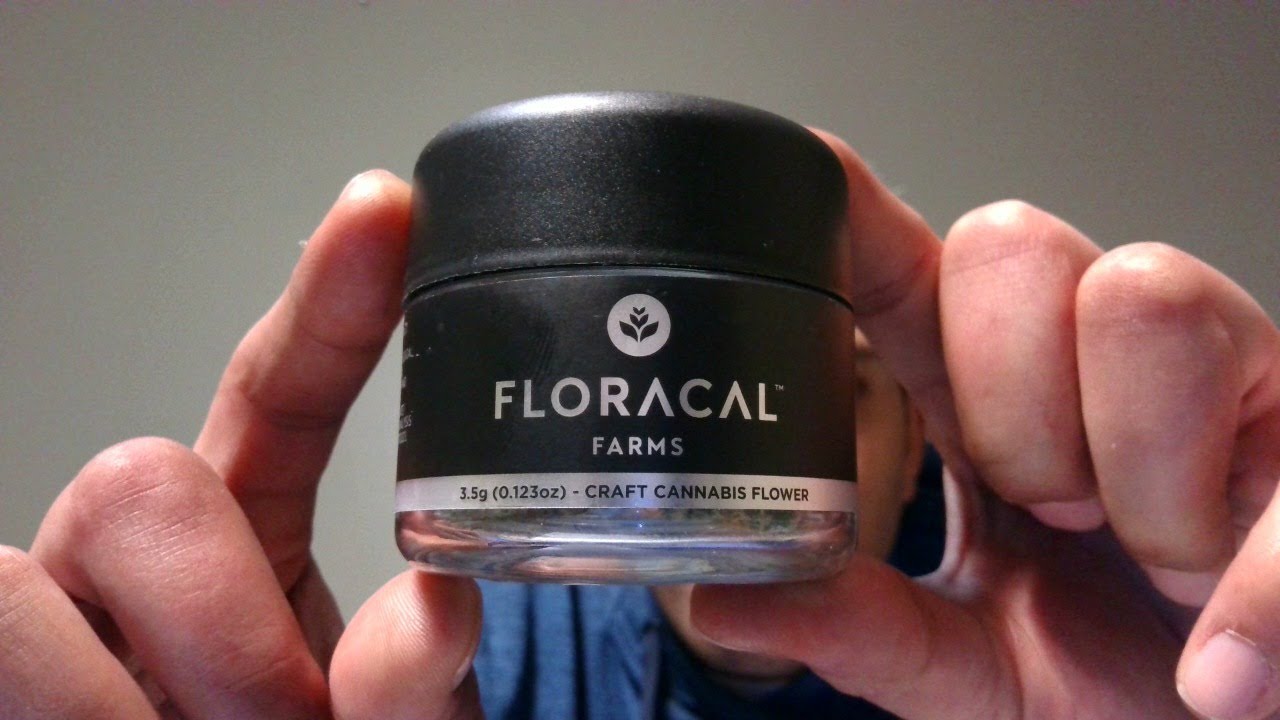 FLORACAL™
FARMS
3.5g (0.123oz) - CRAFT CANNABIS FLOWER